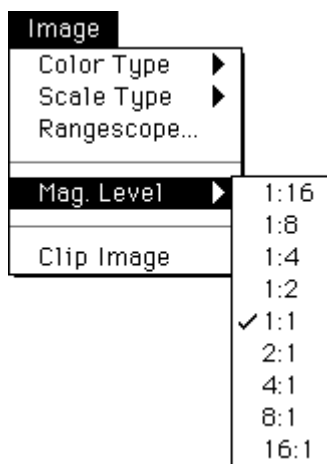 Image
Color Type
Scale Type
Rangescope...
Mag. Level
Clip Image
1:16
1:8
1:4
1:2
1:1
2:1
4:1
8:1
16:1